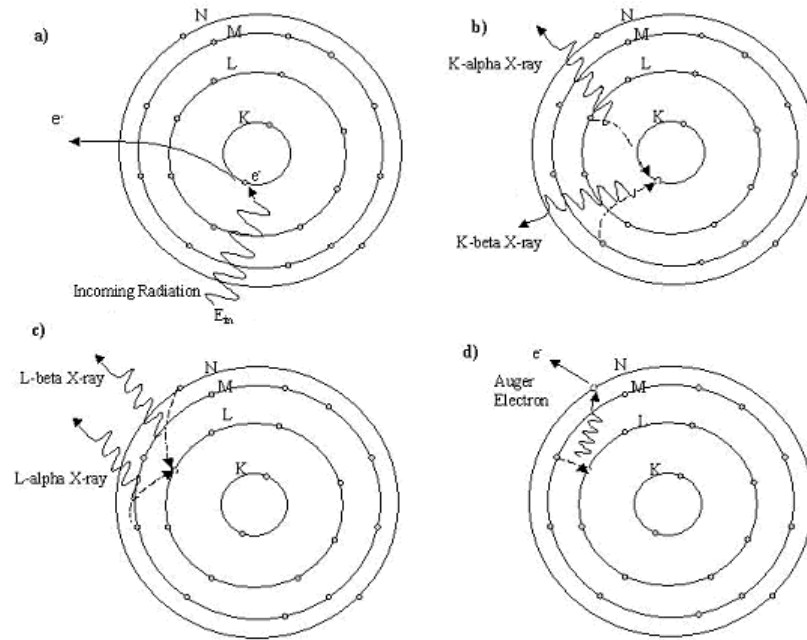 a)
N
M
L
K
e-
e-
Incoming Radiation
Ein
b)
N
M
L
K
K-alpha X-ray
K-beta X-ray
c)
N
M
L
K
L-beta X-ray
L-alpha X-ray
d)
e-
Auger
Electron
N
M
L
K